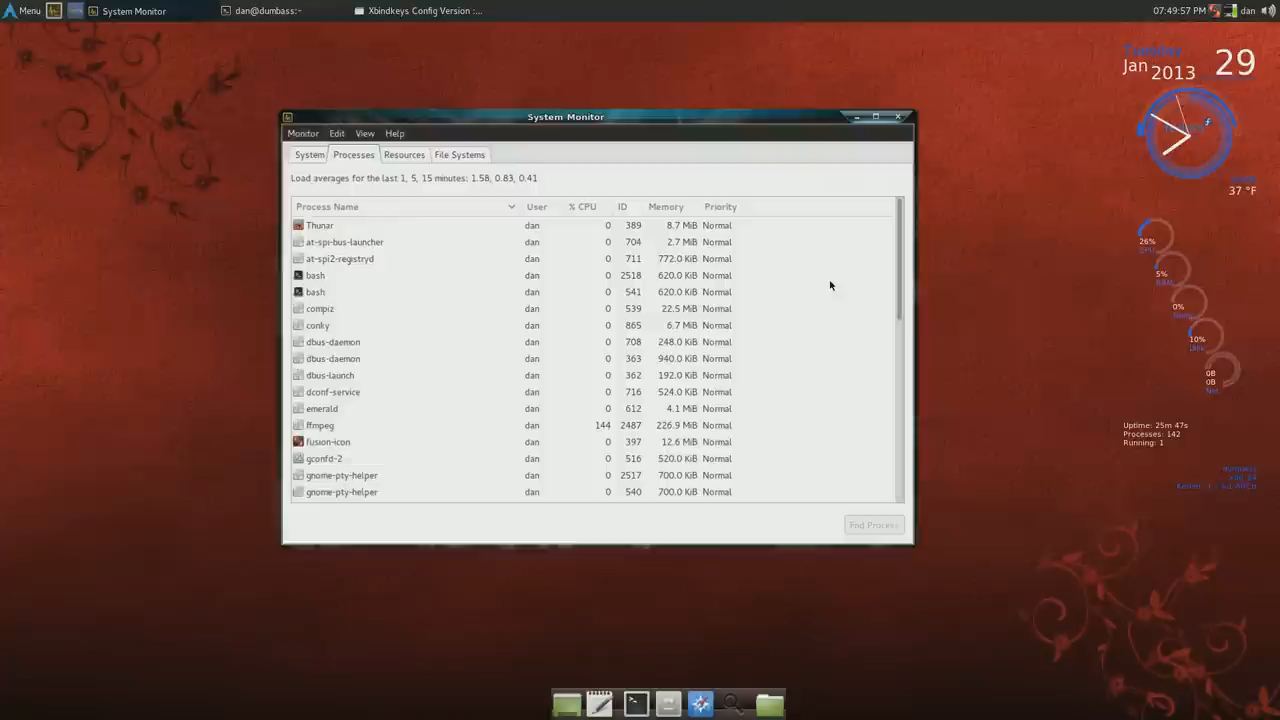 Menu
System Monitor
dan@dumbass:~
Xbindkeys Config Version :...
07:49:57 PM
dan
Tuesday
Jan 2013 29
37 °F
26%
CPU
5%
RAM
0%
10%
0B
0B
Net
Uptime: 25m 47s
Processes: 142
Running: 1
System Monitor
Monitor Edit View Help
System Processes Resources File Systems
Load averages for the last 1, 5, 15 minutes: 1.58, 0.83, 0.41
Process Name User % CPU ID Memory Priority
Thunar dan 0 389 8.7 MiB Normal
at-spi-bus-launcher dan 0 704 2.7 MiB Normal
at-spi2-registryd dan 0 711 772.0 KiB Normal
bash dan 0 2518 620.0 KiB Normal
bash dan 0 541 620.0 KiB Normal
compiz dan 0 539 22.5 MiB Normal
conky dan 0 865 6.7 MiB Normal
dbus-daemon dan 0 708 248.0 KiB Normal
dbus-daemon dan 0 363 940.0 KiB Normal
dbus-launch dan 0 362 192.0 KiB Normal
dconf-service dan 0 716 524.0 KiB Normal
emerald dan 0 612 4.1 MiB Normal
ffmpeg dan 144 2487 226.9 MiB Normal
fusion-icon dan 0 397 12.6 MiB Normal
gconfd-2 dan 0 516 520.0 KiB Normal
gnome-pty-helper dan 0 2517 700.0 KiB Normal
gnome-pty-helper dan 0 540 700.0 KiB Normal
End Process